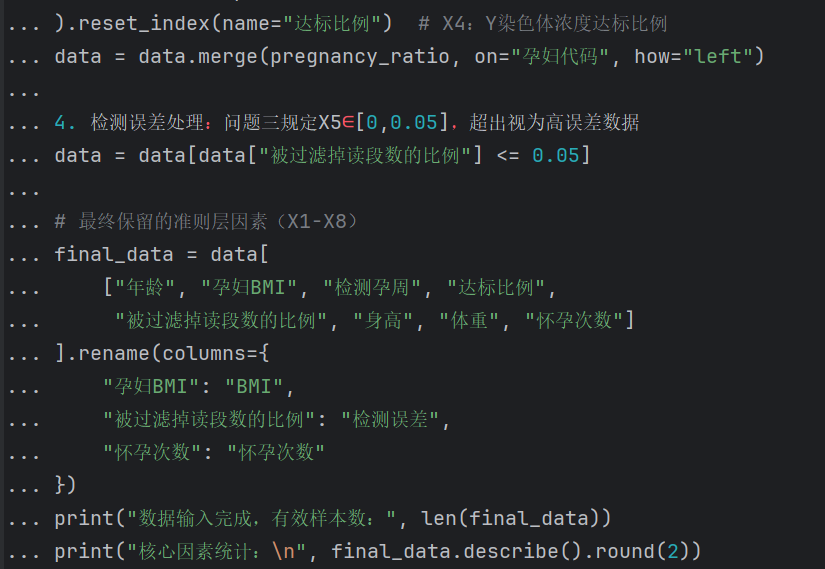 ... ).reset_index(name="达标比例")  # X4：Y染色体浓度达标比例
... data = data.merge(pregnancy_ratio, on="孕妇代码", how="left")
...
... 4. 检测误差处理：问题三规定X5∈[0,0.05]，超出视为高误差数据
... data = data[data["被过滤掉读段数的比例"] <= 0.05]
...
... # 最终保留的准则层因素（X1-X8）
... final_data = data[
...     ["年龄", "孕妇BMI", "检测孕周", "达标比例",
...      "被过滤掉读段数的比例", "身高", "体重", "怀孕次数"]
... ].rename(columns={
...     "孕妇BMI": "BMI",
...     "被过滤掉读段数的比例": "检测误差",
...     "怀孕次数": "怀孕次数"
... })
... print("数据输入完成，有效样本数：", len(final_data))
... print("核心因素统计：\n", final_data.describe().round(2))